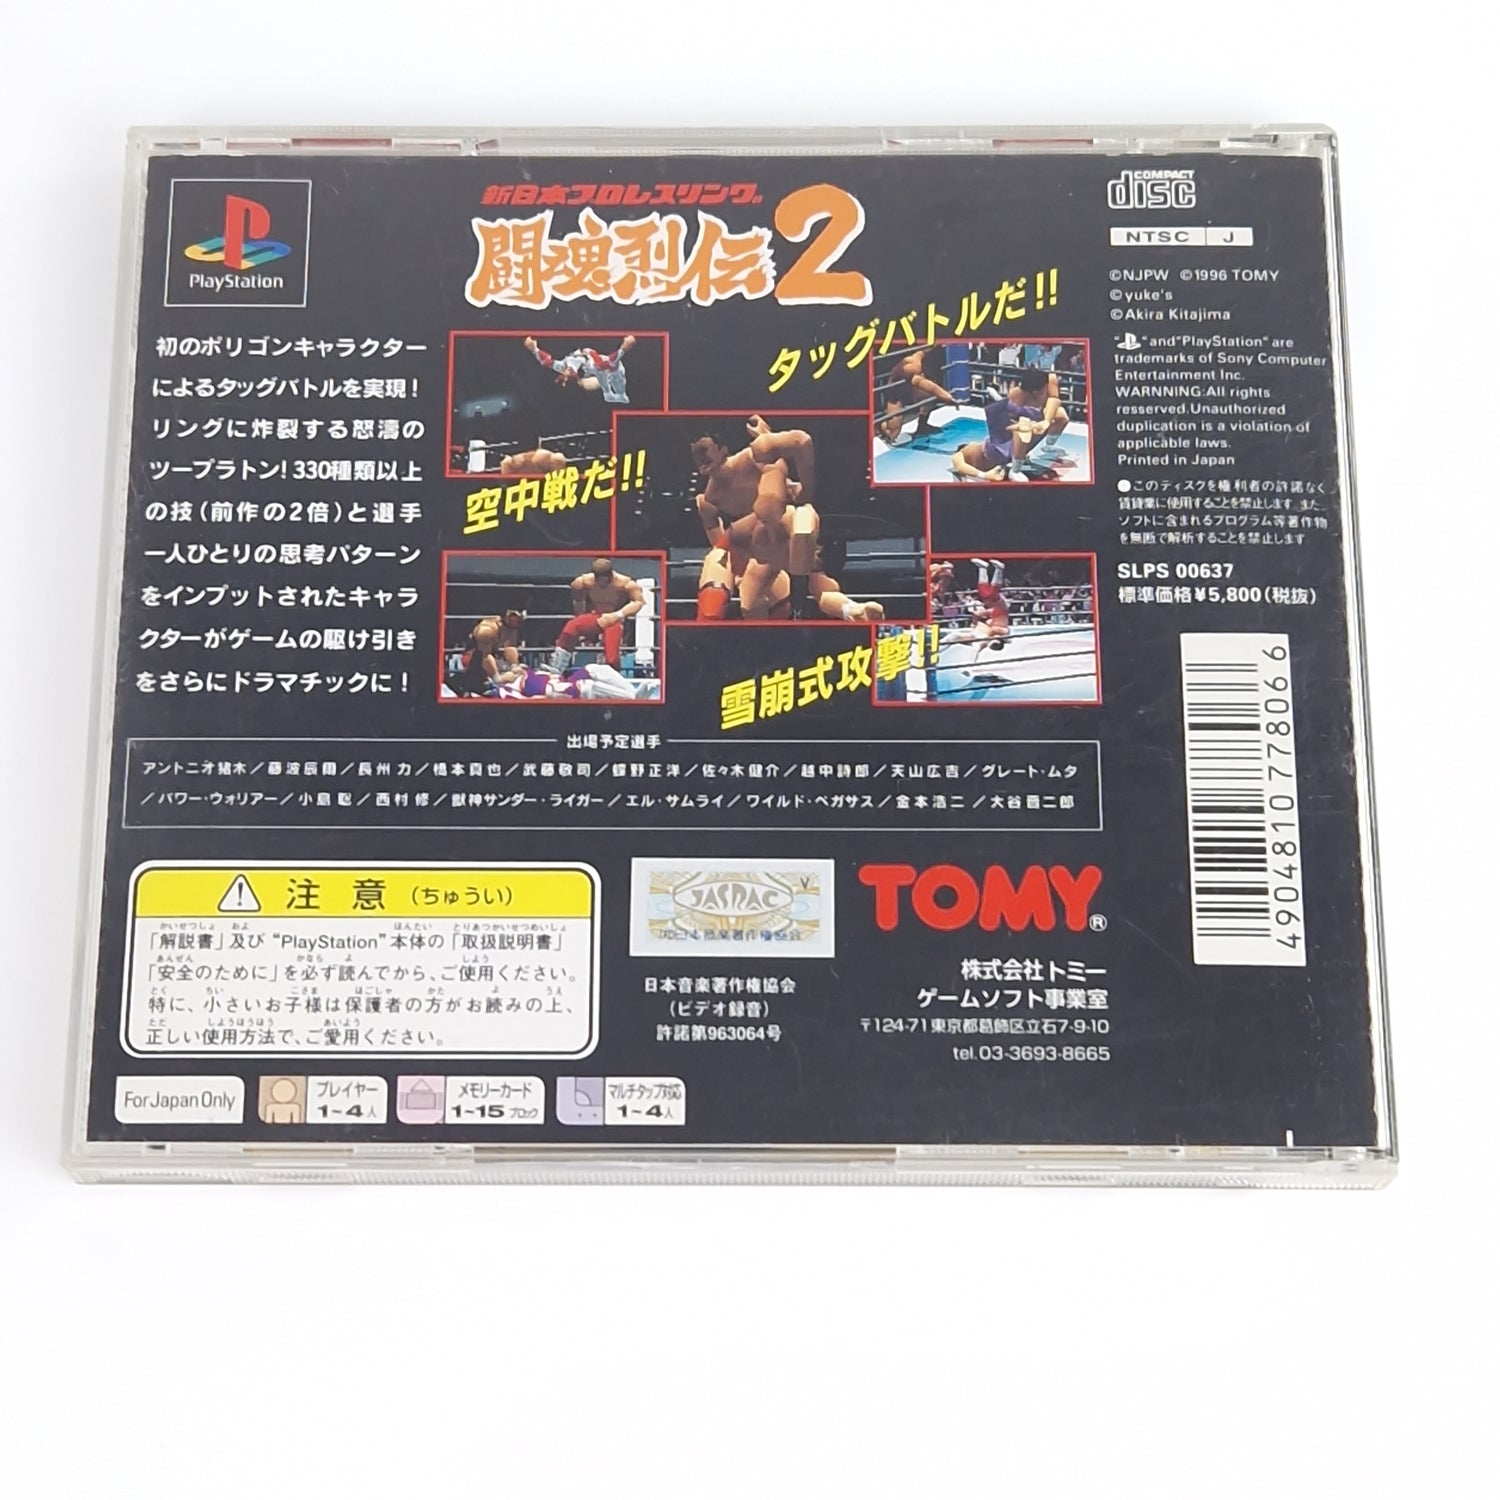 PlayStation
新日本プロレスリング
闘魂烈伝2
COMPACT
disc
NTSC J
初のポリゴンキャラクター
によるタッグバトルを実現!
リングに炸裂する怒濤の
ツープラトン!330種類以上
の技(前作の2倍)と選手
一人ひとりの思考パターン
をインプットされたキャラ
クターがゲームの駆け引き
をさらにドラマチックに!
タッグバトルだ!!
空中戦だ!!
雪崩式攻撃!!
©NJPW ©1996 TOMY
©yuke's
©Akira Kitajima
"PS" and "PlayStation" are
trademarks of Sony Computer
Entertainment Inc.
WARNING:All rights
resserved.Unauthorized
duplication is a violation of
applicable laws.
Printed in Japan
●このディスクを権利者の許諾なく
賃貸業に使用することを禁止します。また、
ソフトに含まれるプログラム等著作物
を無断で解析することを禁止します
SLPS 00637
標準価格¥5,800(税抜)
4904810778066
出場予定選手
アントニオ猪木/藤波辰爾/長州 力/橋本真也/武藤敬司/蝶野正洋/佐々木健介/越中詩郎/天山広吉/グレート・ムタ
/パワー・ウォリアー/小島 聡/西村 修/獣神サンダー・ライガー/エル・サムライ/ワイルド・ペガサス/金本浩二/大谷晋二郎
注意(ちゅうい)
「解説書」及び"PlayStation"本体の「取扱説明書」
「安全のために」を必ず読んでから、ご使用ください。
特に、小さいお子様は保護者の方がお読みの上、
正しい使用方法で、ご愛用ください。
JASRAC
V
日本音楽著作権協会
(ビデオ録音)
許諾第963064号
TOMY®
株式会社トミー
ゲームソフト事業室
〒124-71 東京都葛飾区立石7-9-10
tel.03-3693-8665
For Japan Only
プレイヤー
1~4人
メモリーカード
1~15ブロック
マルチタップ対応
1~4人